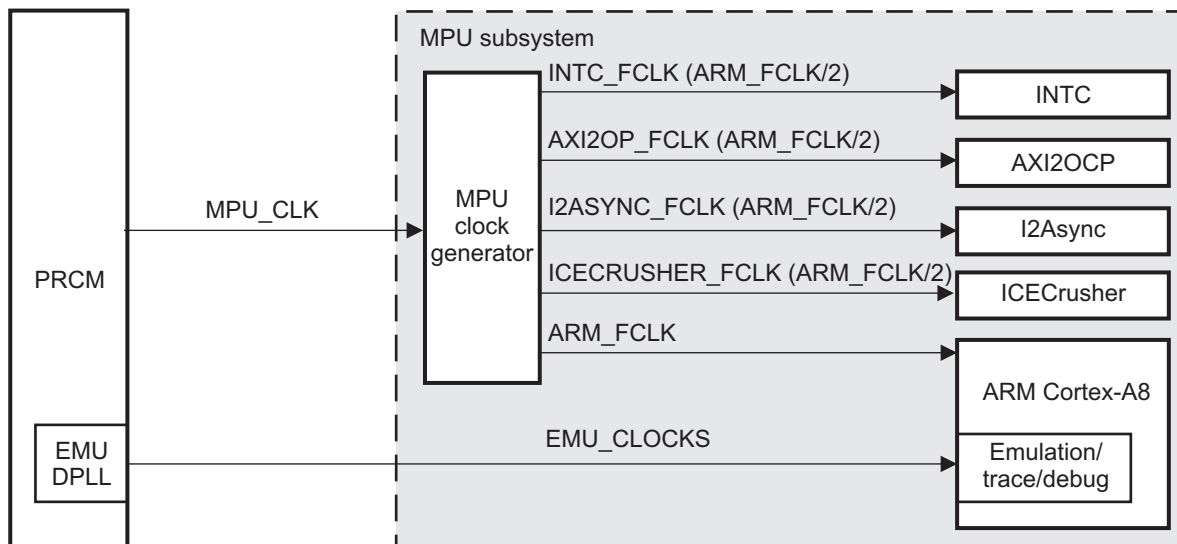 MPU subsystem
INTC_FCLK (ARM_FCLK/2)
INTC
AXI2OP_FCLK (ARM_FCLK/2)
AXI2OCP
MPU_CLK
MPU
clock
generator
I2ASYNC_FCLK (ARM_FCLK/2)
I2Async
PRCM
ICECRUSHER_FCLK (ARM_FCLK/2)
ICECrusher
ARM_FCLK
ARM Cortex-A8
EMU
DPLL
EMU_CLOCKS
Emulation/
trace/debug